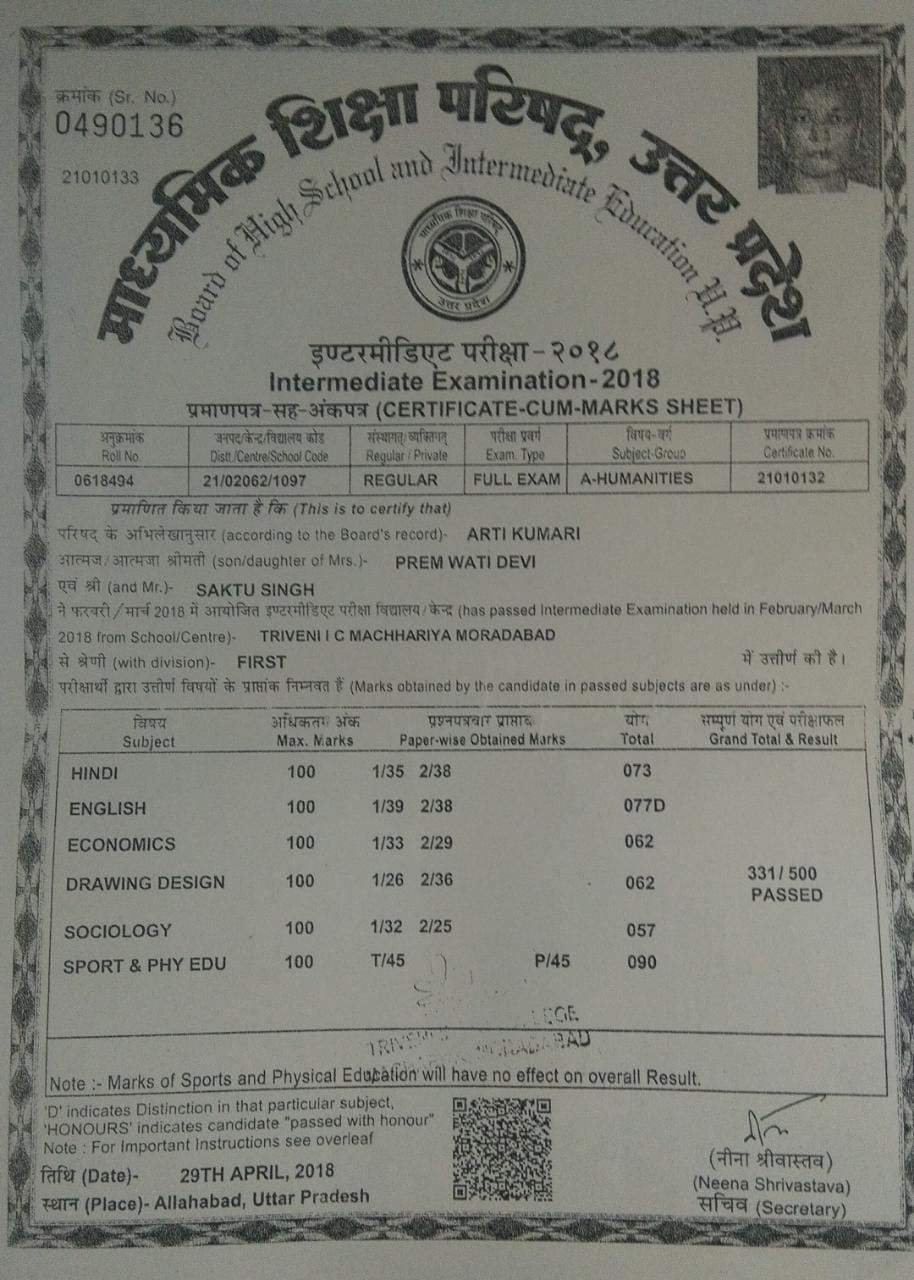 क्रमांक (Sr. No.)
0490136
21010133
माध्यमिक शिक्षा परिषद्, उत्तर प्रदेश
Board of High School and Intermediate Education U.P.
माध्यमिक शिक्षा परिषद्
उत्तर प्रदेश
इण्टरमीडिएट परीक्षा-२०१८
Intermediate Examination-2018
प्रमाणपत्र-सह-अंकपत्र (CERTIFICATE-CUM-MARKS SHEET)
अनुक्रमांक जनपद/केन्द्र/विद्यालय कोड संस्थागत/व्यक्तिगत परीक्षा प्रवर्ग विषय-वर्ग प्रमाणपत्र क्रमांक
Roll No. Distt./Centre/School Code Regular / Private Exam. Type Subject-Group Certificate No.
0618494 21/02062/1097 REGULAR FULL EXAM A-HUMANITIES 21010132
प्रमाणित किया जाता है कि (This is to certify that)
परिषद के अभिलेखानुसार (according to the Board's record)- ARTI KUMARI
आत्मज/आत्मजा श्रीमती (son/daughter of Mrs.)- PREM WATI DEVI
एवं श्री (and Mr.)- SAKTU SINGH
ने फरवरी/मार्च 2018 में आयोजित इण्टरमीडिएट परीक्षा विद्यालय/केन्द्र (has passed Intermediate Examination held in February/March
2018 from School/Centre)- TRIVENI I C MACHHARIYA MORADABAD
से श्रेणी (with division)- FIRST में उत्तीर्ण की है।
परीक्षार्थी द्वारा उत्तीर्ण विषयों के प्राप्तांक निम्नवत हैं (Marks obtained by the candidate in passed subjects are as under) :-
विषय अधिकतम अंक प्रश्नपत्रवार प्राप्तांक योग सम्पूर्ण योग एवं परीक्षाफल
Subject Max. Marks Paper-wise Obtained Marks Total Grand Total & Result
HINDI 100 1/35 2/38 073
ENGLISH 100 1/39 2/38 077D
ECONOMICS 100 1/33 2/29 062
DRAWING DESIGN 100 1/26 2/36 062 331/500
PASSED
SOCIOLOGY 100 1/32 2/25 057
SPORT & PHY EDU 100 T/45 P/45 090
MORADABAD
Note :- Marks of Sports and Physical Education will have no effect on overall Result.
'D' indicates Distinction in that particular subject,
'HONOURS' indicates candidate "passed with honour"
Note : For Important Instructions see overleaf
तिथि (Date)- 29TH APRIL, 2018
स्थान (Place)- Allahabad, Uttar Pradesh
(नीना श्रीवास्तव)
(Neena Shrivastava)
सचिव (Secretary)